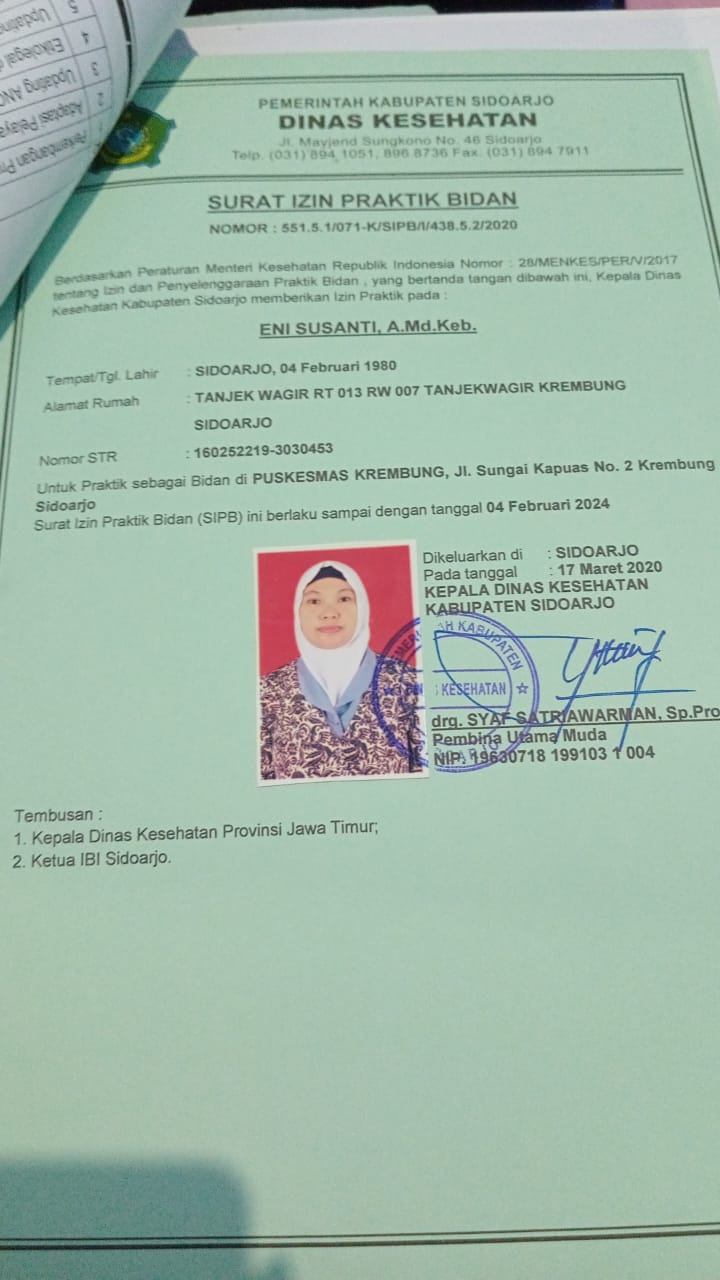 5 Updating
4 Etikolegal
3 Updating ANC
2 Adaptasi Pelaya
Perkembangan
PEMERINTAH KABUPATEN SIDOARJO
DINAS KESEHATAN
Jl. Mayjend Sungkono No. 46 Sidoarjo
Telp. (031) 894 1051, 896 8736 Fax. (031) 894 7911
SURAT IZIN PRAKTIK BIDAN
NOMOR : 551.5.1/071-K/SIPB/I/438.5.2/2020
Berdasarkan Peraturan Menteri Kesehatan Republik Indonesia Nomor : 28/MENKES/PER/V/2017
tentang Izin dan Penyelenggaraan Praktik Bidan , yang bertanda tangan dibawah ini, Kepala Dinas
Kesehatan Kabupaten Sidoarjo memberikan Izin Praktik pada :
ENI SUSANTI, A.Md.Keb.
Tempat/Tgl. Lahir : SIDOARJO, 04 Februari 1980
Alamat Rumah : TANJEK WAGIR RT 013 RW 007 TANJEKWAGIR KREMBUNG
SIDOARJO
Nomor STR : 160252219-3030453
Untuk Praktik sebagai Bidan di PUSKESMAS KREMBUNG, Jl. Sungai Kapuas No. 2 Krembung
Sidoarjo
Surat Izin Praktik Bidan (SIPB) ini berlaku sampai dengan tanggal 04 Februari 2024
Dikeluarkan di : SIDOARJO
Pada tanggal : 17 Maret 2020
KEPALA DINAS KESEHATAN
KABUPATEN SIDOARJO
AH KABUPATEN
KESEHATAN
drg. SYAF SATRIAWARMAN, Sp.Pro
Pembina Utama Muda
NIP. 19630718 199103 1 004
Tembusan :
1. Kepala Dinas Kesehatan Provinsi Jawa Timur;
2. Ketua IBI Sidoarjo.